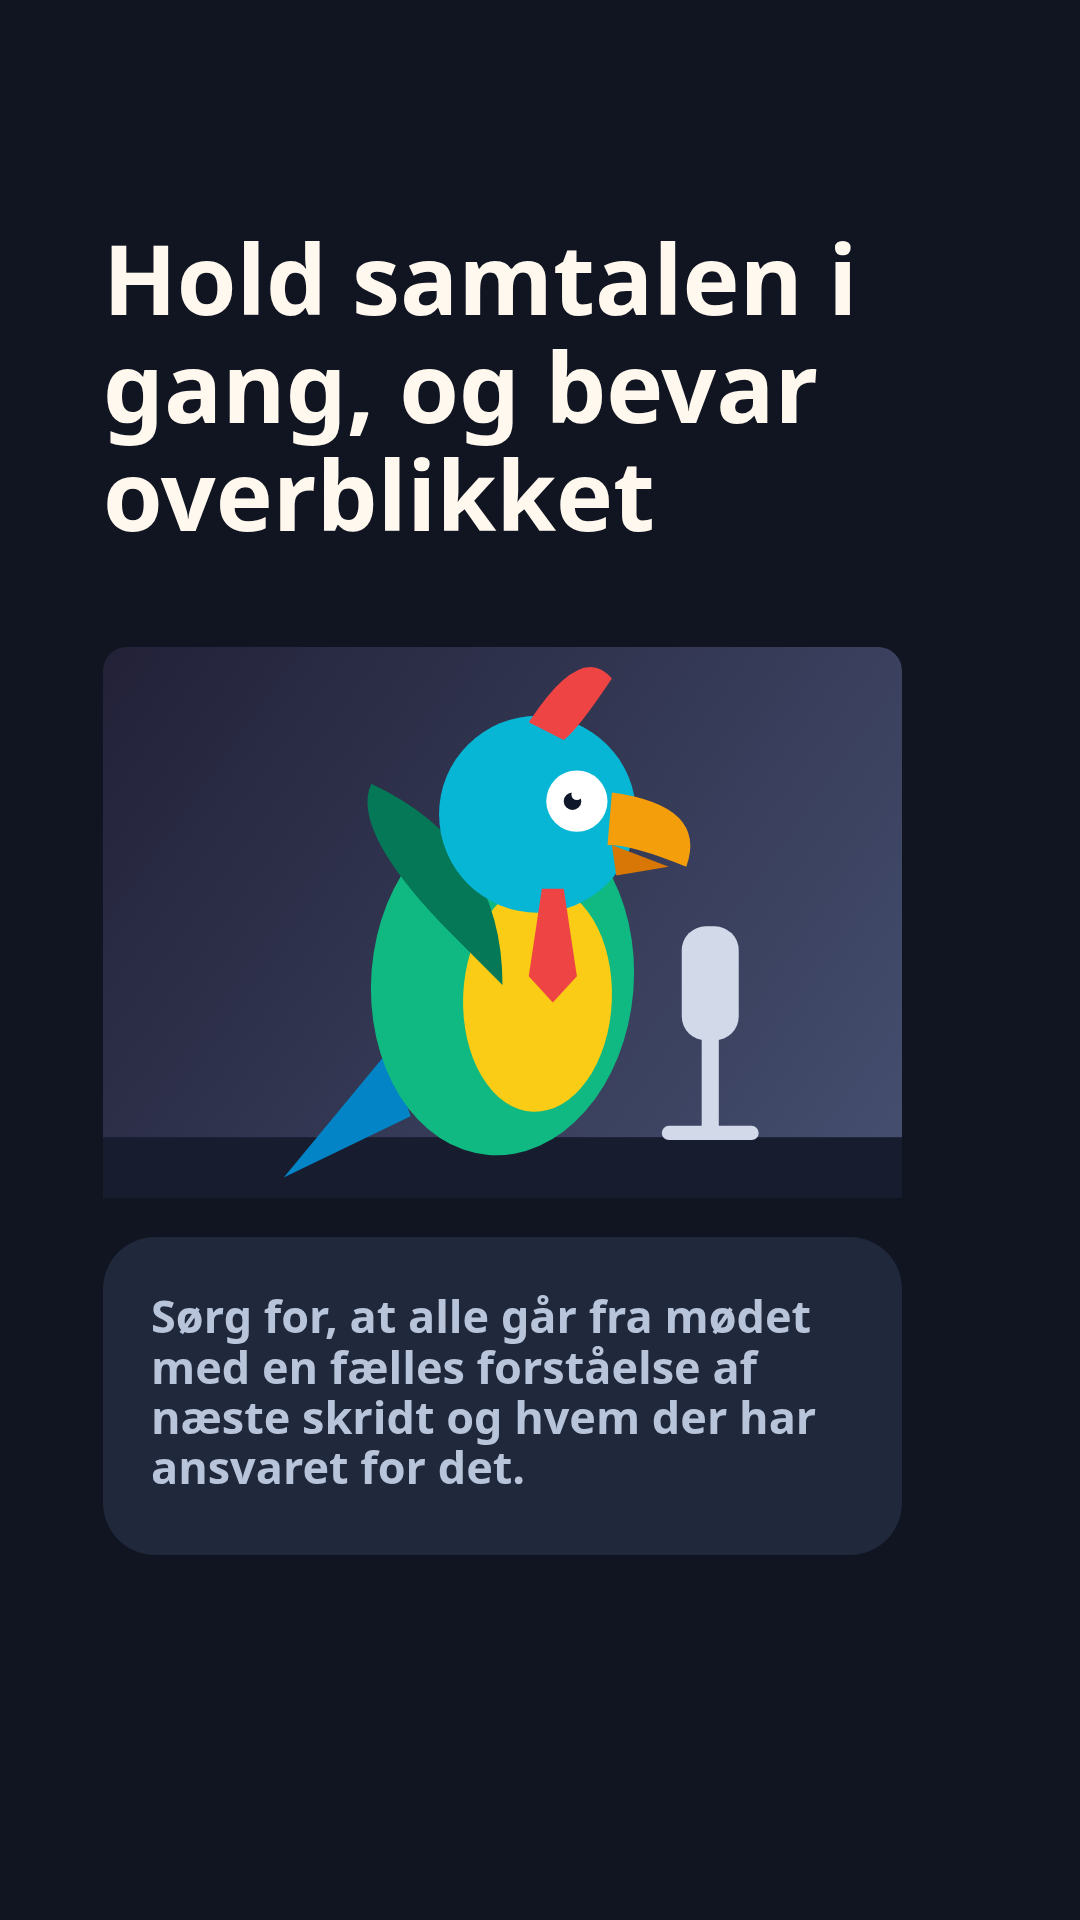 Hold samtalen i
gang, og bevar
overblikket
Sørg for, at alle går fra mødet
med en fælles forståelse af
næste skridt og hvem der har
ansvaret for det.